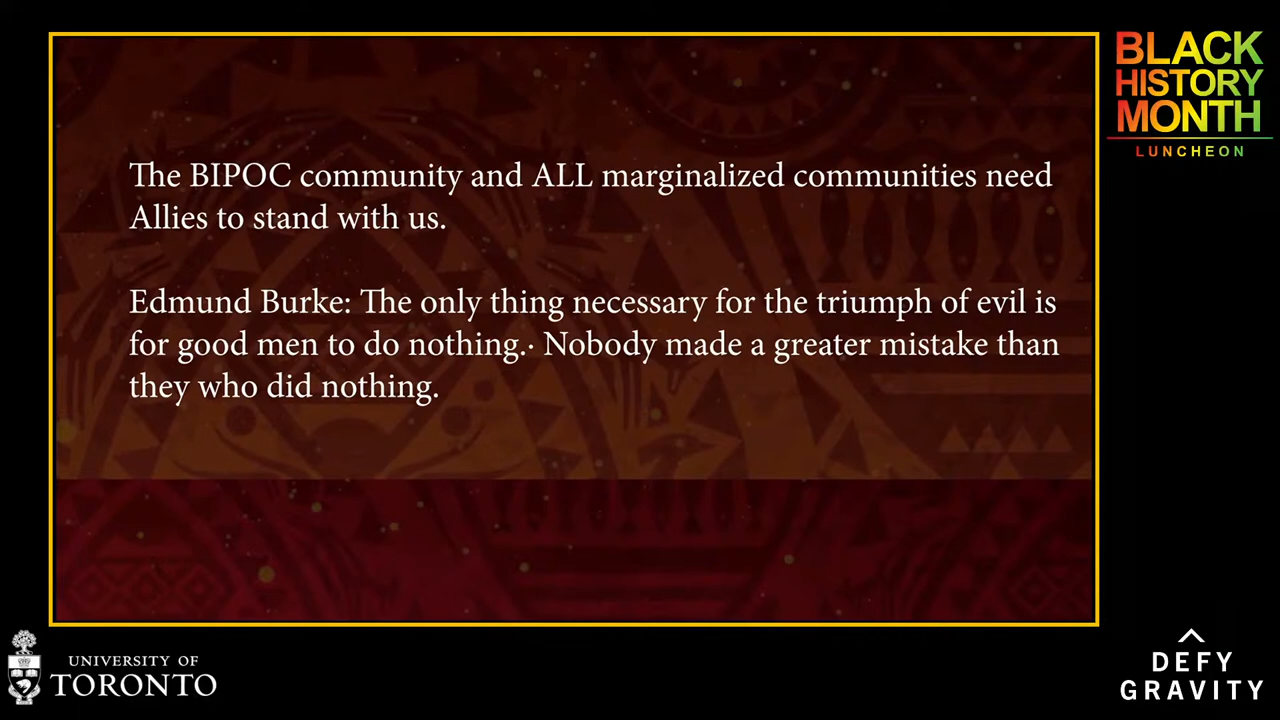 BLACK
HISTORY
MONTH
LUNCHEON
The BIPOC community and ALL marginalized communities need
Allies to stand with us.
Edmund Burke: The only thing necessary for the triumph of evil is
for good men to do nothing.· Nobody made a greater mistake than
they who did nothing.
UNIVERSITY OF
TORONTO
DEFY
GRAVITY